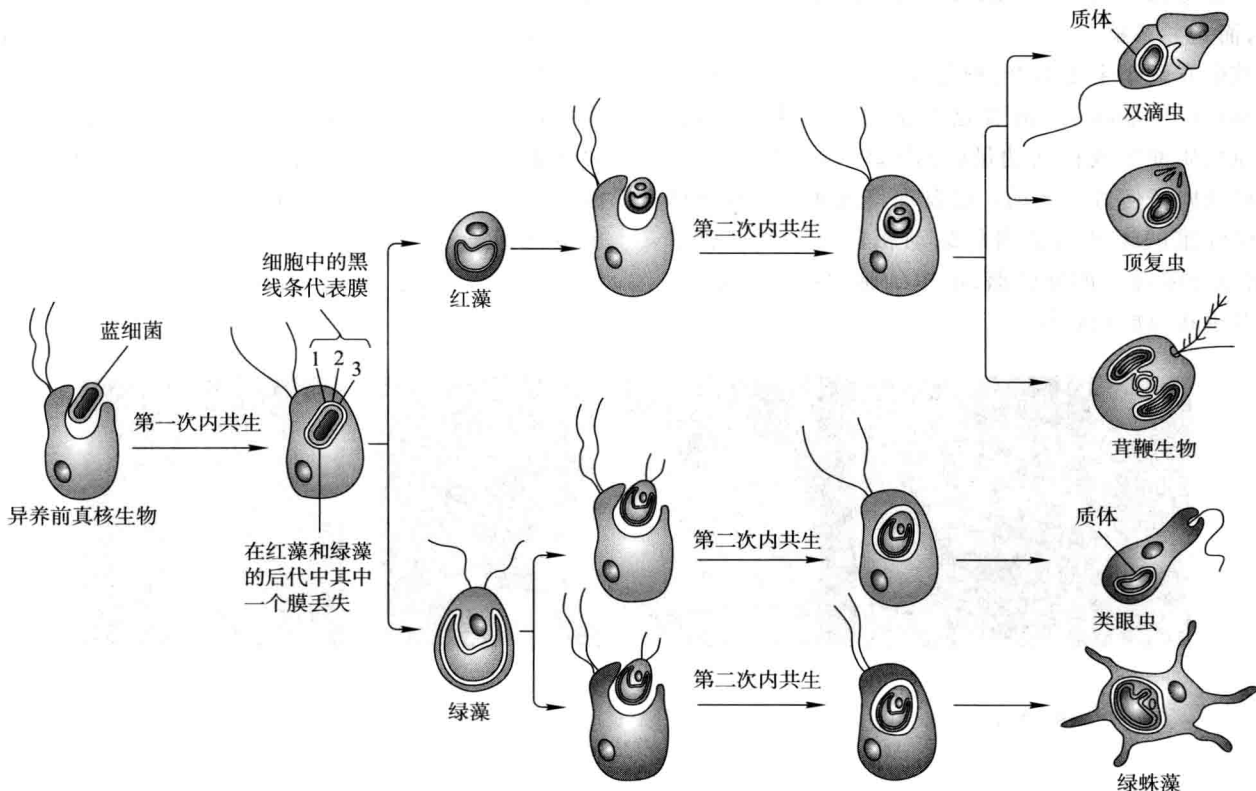 质体
双滴虫
第二次内共生
顶复虫
红藻
细胞中的黑
线条代表膜
蓝细菌
1 2 3
第一次内共生
异养前真核生物
茸鞭生物
在红藻和绿藻
的后代中其中
一个膜丢失
第二次内共生
质体
类眼虫
绿藻
第二次内共生
绿蛛藻